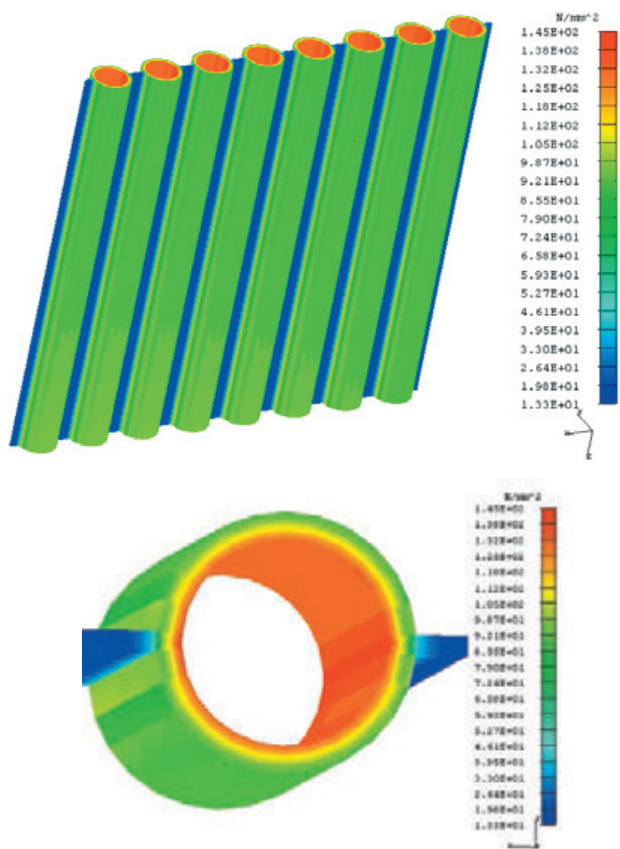 N/mm^2
1.45E+02
1.38E+02
1.32E+02
1.25E+02
1.18E+02
1.12E+02
1.05E+02
9.87E+01
9.21E+01
8.55E+01
7.90E+01
7.24E+01
6.58E+01
5.93E+01
5.27E+01
4.61E+01
3.95E+01
3.30E+01
2.64E+01
1.98E+01
1.33E+01
N/mm^2
1.45E+02
1.38E+02
1.32E+02
1.25E+02
1.18E+02
1.12E+02
1.05E+02
9.87E+01
9.21E+01
8.55E+01
7.90E+01
7.24E+01
6.58E+01
5.93E+01
5.27E+01
4.61E+01
3.95E+01
3.30E+01
2.64E+01
1.98E+01
1.33E+01